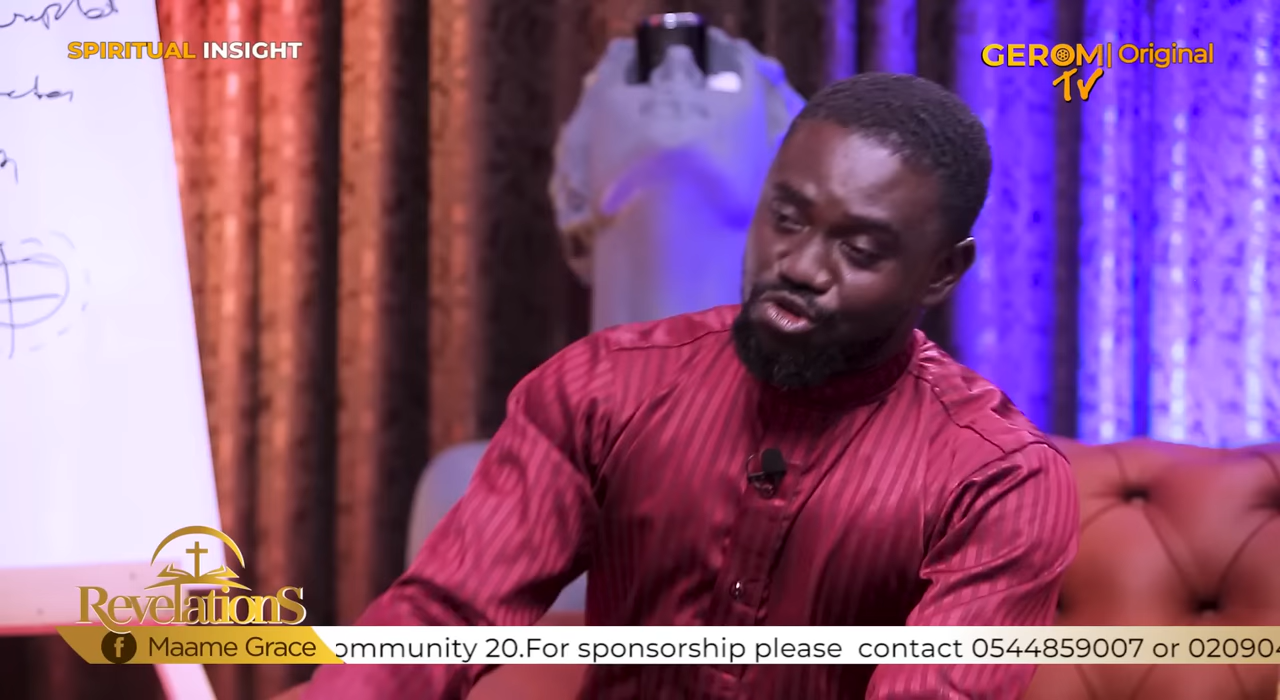 SPIRITUAL INSIGHT
GEROM TV | Original
Revelations
Maame Grace
ommunity 20.For sponsorship please contact 0544859007 or 02090